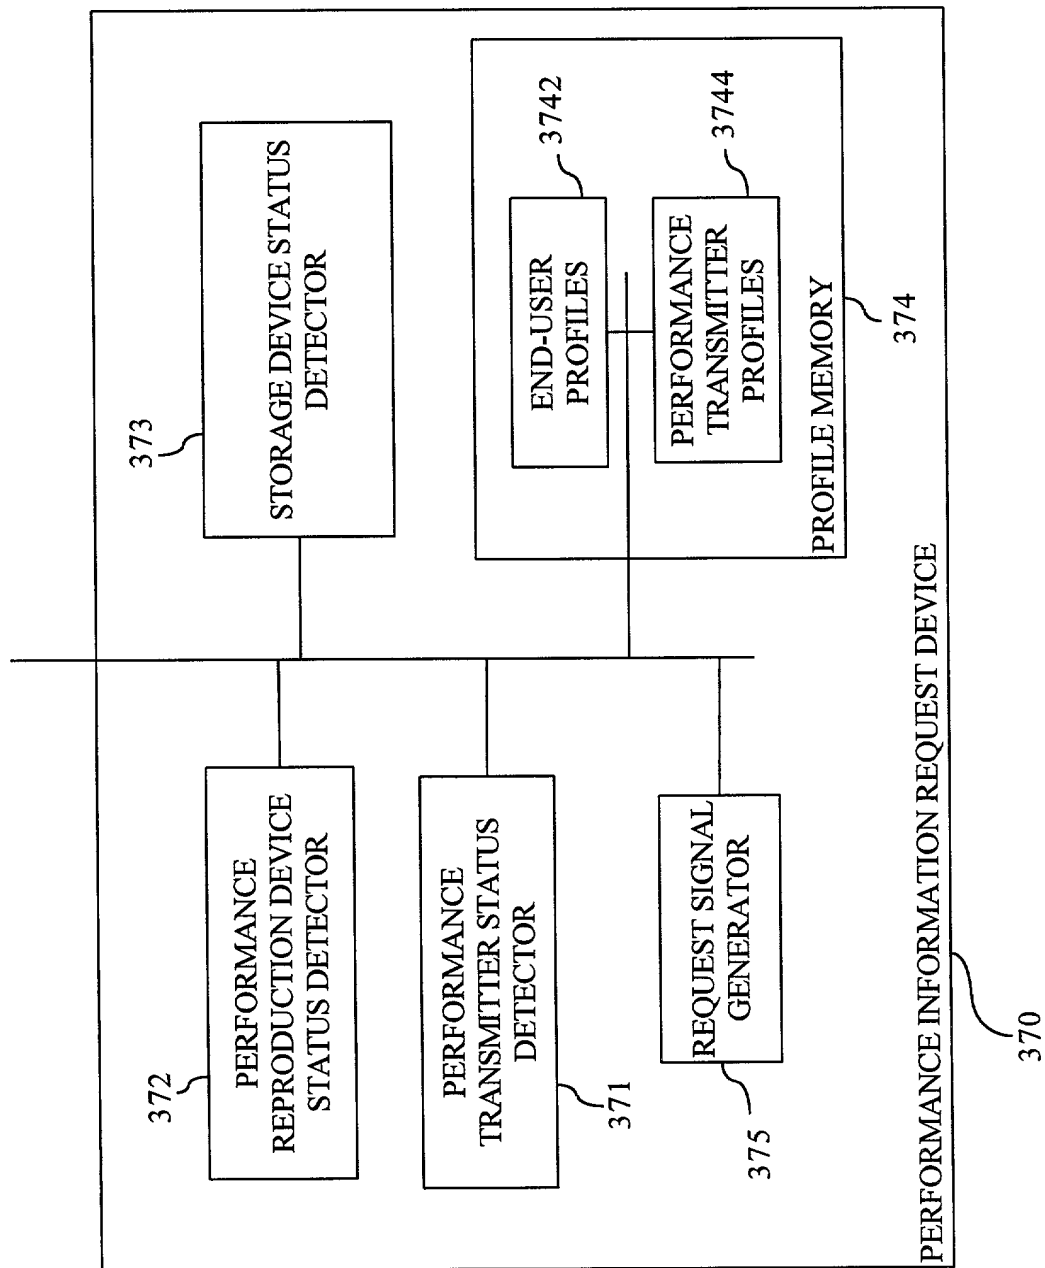 372
PERFORMANCE
REPRODUCTION DEVICE
STATUS DETECTOR
373
STORAGE DEVICE STATUS
DETECTOR
PERFORMANCE
TRANSMITTER STATUS
DETECTOR
371
END-USER
PROFILES
3742
PERFORMANCE
TRANSMITTER
PROFILES
3744
PROFILE MEMORY
374
REQUEST SIGNAL
GENERATOR
375
PERFORMANCE INFORMATION REQUEST DEVICE
370